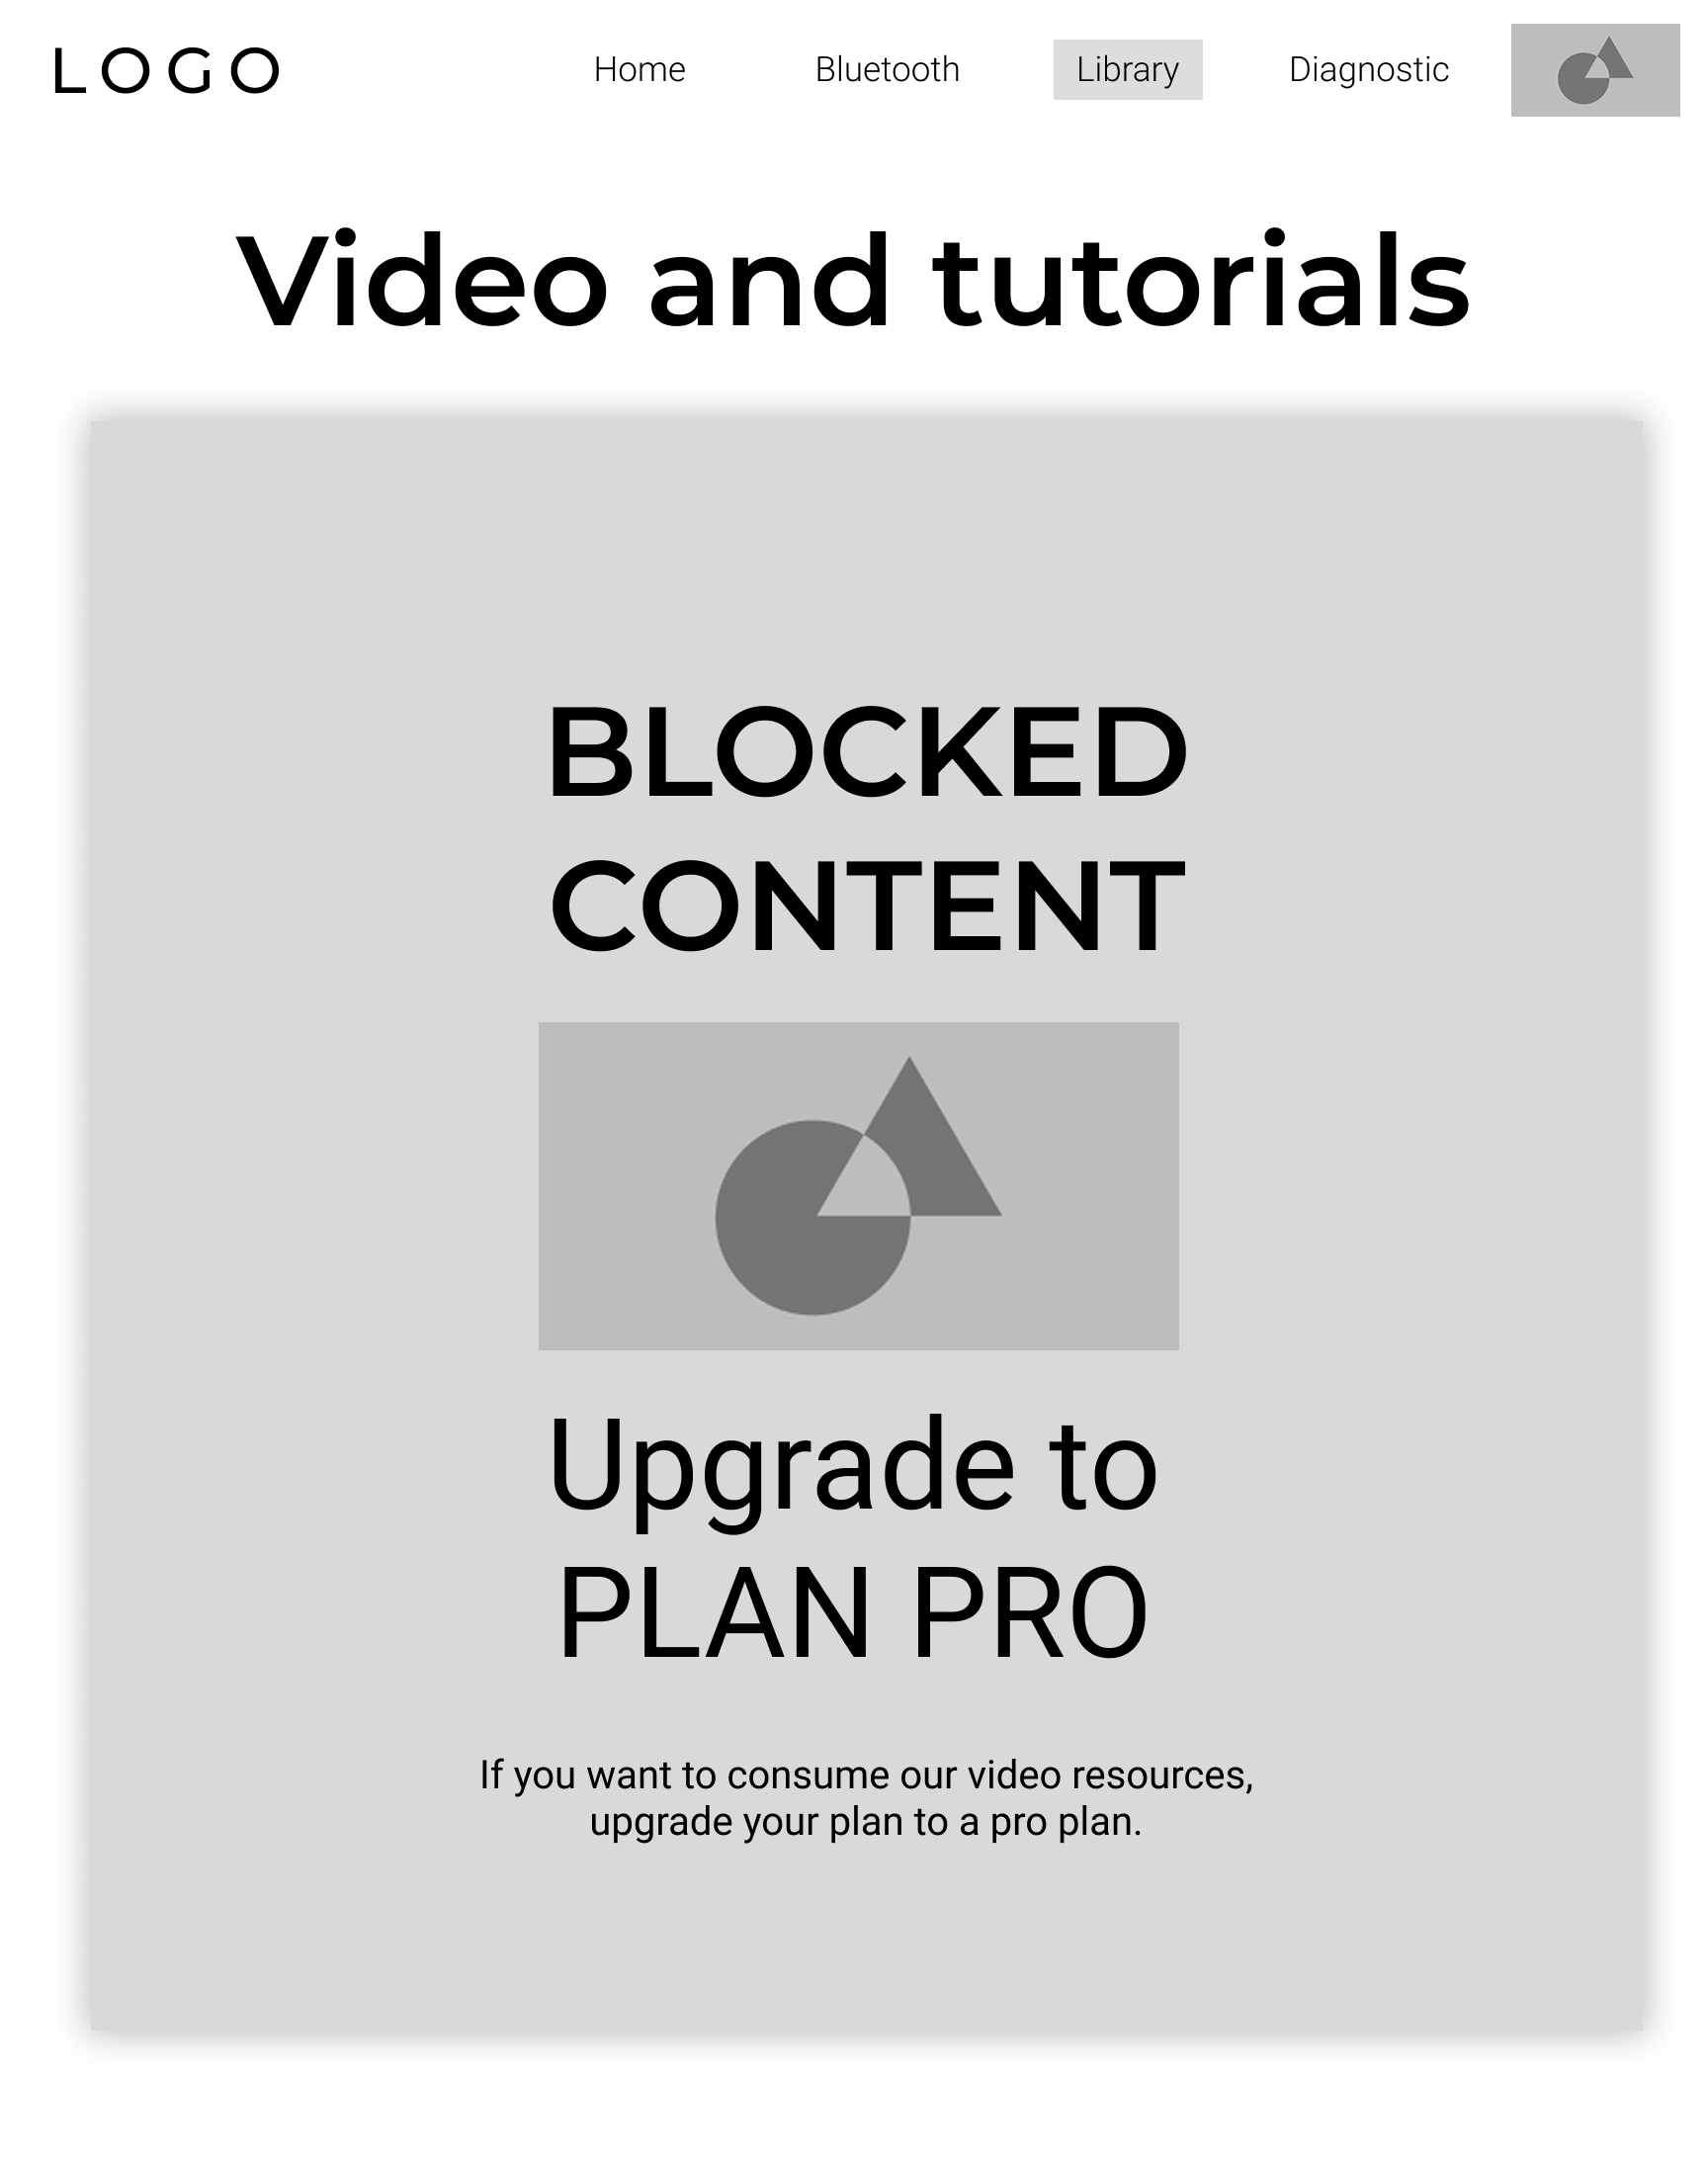 LOGO
Home Bluetooth Library Diagnostic
Video and tutorials
BLOCKED
CONTENT
Upgrade to
PLAN PRO
If you want to consume our video resources,
upgrade your plan to a pro plan.